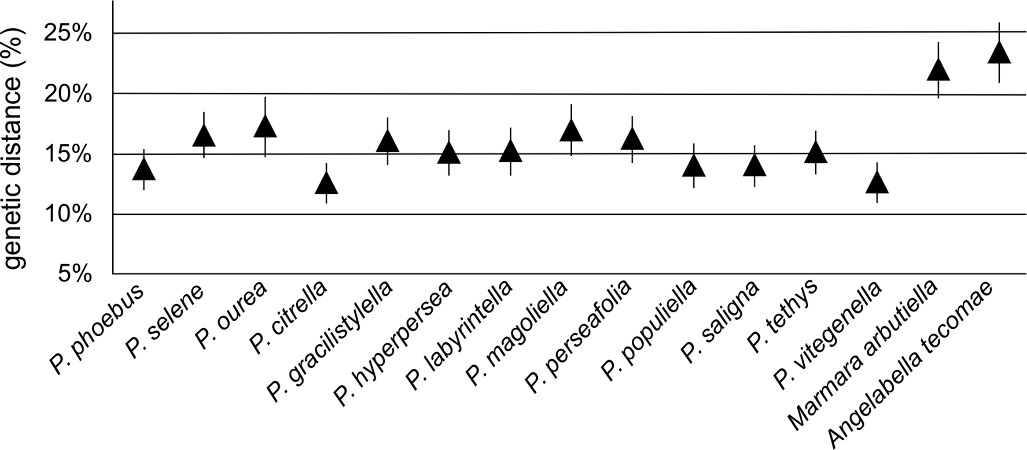 genetic distance (%)
25%
20%
15%
10%
5%
P. phoebus
P. selene
P. ourea
P. citrella
P. gracilistylella
P. hyperpersea
P. labyrintella
P. magoliella
P. perseafolia
P. populiella
P. saligna
P. tethys
P. vitegenella
Marmara arbutiella
Angelabella tecomae